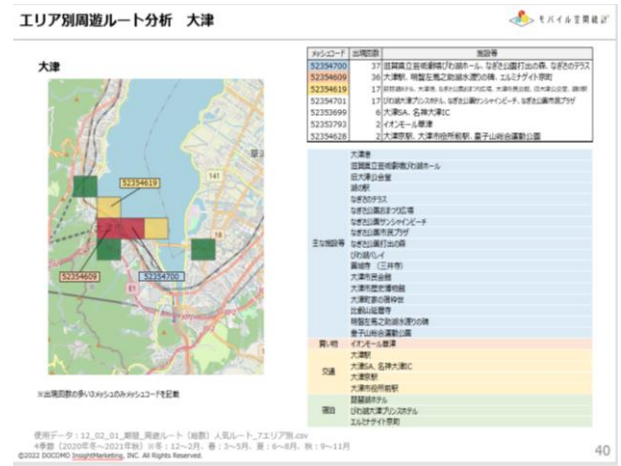 エリア別周遊ルート分析 大津
モバイル空間統計
大津
メッシュコード 出現回数 施設等
52354700 37 滋賀県立芸術劇場びわ湖ホール、なぎさ公園打出の森、なぎさのテラス
52354609 36 大津駅、明智左馬之助湖水渡りの碑、エルミナゲイト京町
52354619 17
52354701 17 びわ湖大津プリンスホテル、なぎさ公園サンシャインビーチ、なぎさ公園市民プラザ
52353699 6 大津SA、名神大津IC
52353793 2 イオンモール草津
52354628 2 大津京駅、大津市役所前駅、皇子山総合運動公園
141
18
52354619
52354609
52354700
※出現回数の多い3メッシュのみメッシュコードを記載
主な施設等
大津港
滋賀県立芸術劇場びわ湖ホール
旧大津公会堂
湖の駅
なぎさのテラス
なぎさ公園おまつり広場
なぎさ公園サンシャインビーチ
なぎさ公園市民プラザ
なぎさ公園打出の森
びわ湖バレイ
園城寺 (三井寺)
大津市民会館
大津市歴史博物館
比叡山延暦寺
明智左馬之助湖水渡りの碑
皇子山総合運動公園
買い物 イオンモール草津
交通
大津駅
大津SA、名神大津IC
大津京駅
大津市役所前駅
宿泊
琵琶湖ホテル
びわ湖大津プリンスホテル
エルミナゲイト京町
使用データ:12_02_01_期間_周遊ルート(総数)人気ルート_7エリア別.csv
4季節(2020年冬~2021年秋)※冬:12~2月、春:3~5月、夏:6~8月、秋:9~11月
©2022 DOCOMO InsightMarketing, INC. All Rights Reserved.
40